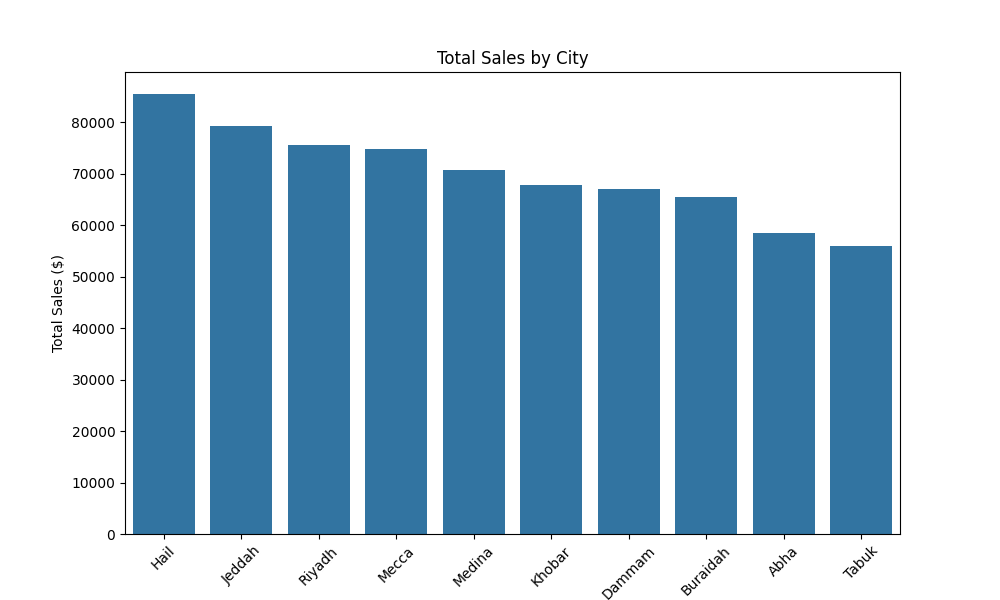 Total Sales by City
Total Sales ($)
80000
70000
60000
50000
40000
30000
20000
10000
0
Hail
Jeddah
Riyadh
Mecca
Medina
Khobar
Dammam
Buraidah
Abha
Tabuk